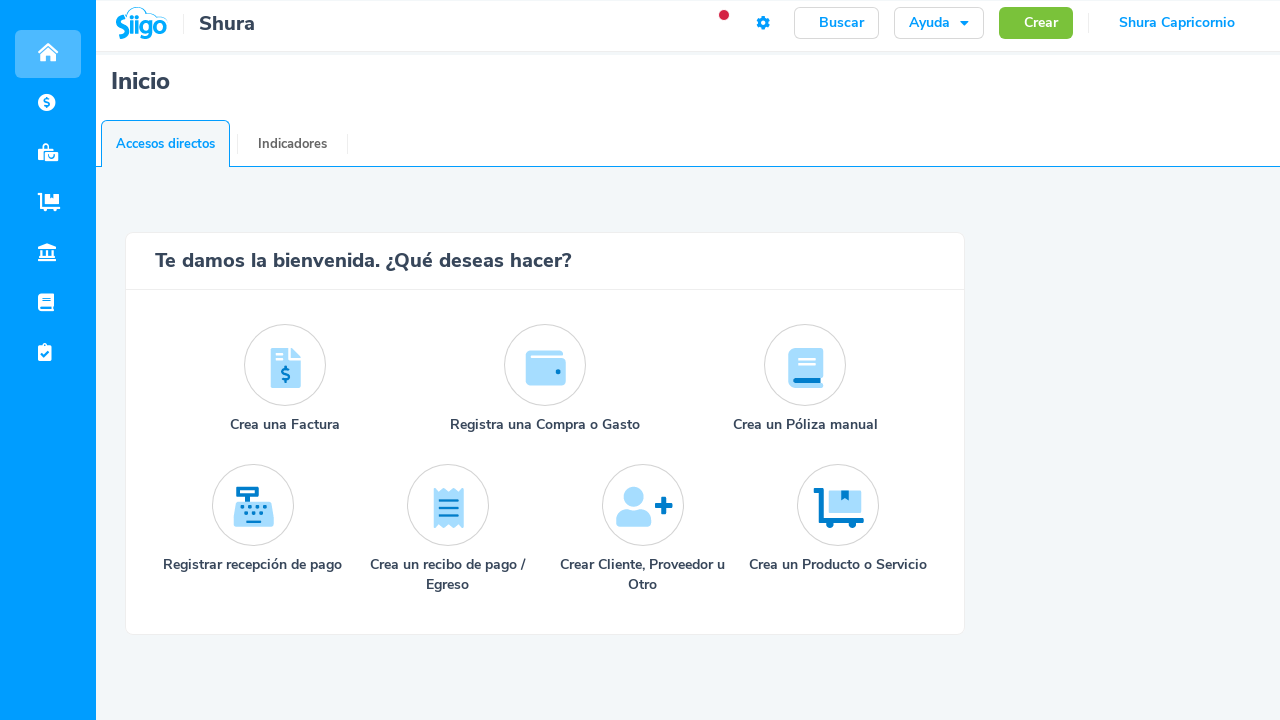 Siigo
Shura
Buscar
Ayuda
Crear
Shura Capricornio
Inicio
Accesos directos
Indicadores
Te damos la bienvenida. ¿Qué deseas hacer?
Crea una Factura
Registra una Compra o Gasto
Crea un Póliza manual
Registrar recepción de pago
Crea un recibo de pago /
Egreso
Crear Cliente, Proveedor u
Otro
Crea un Producto o Servicio